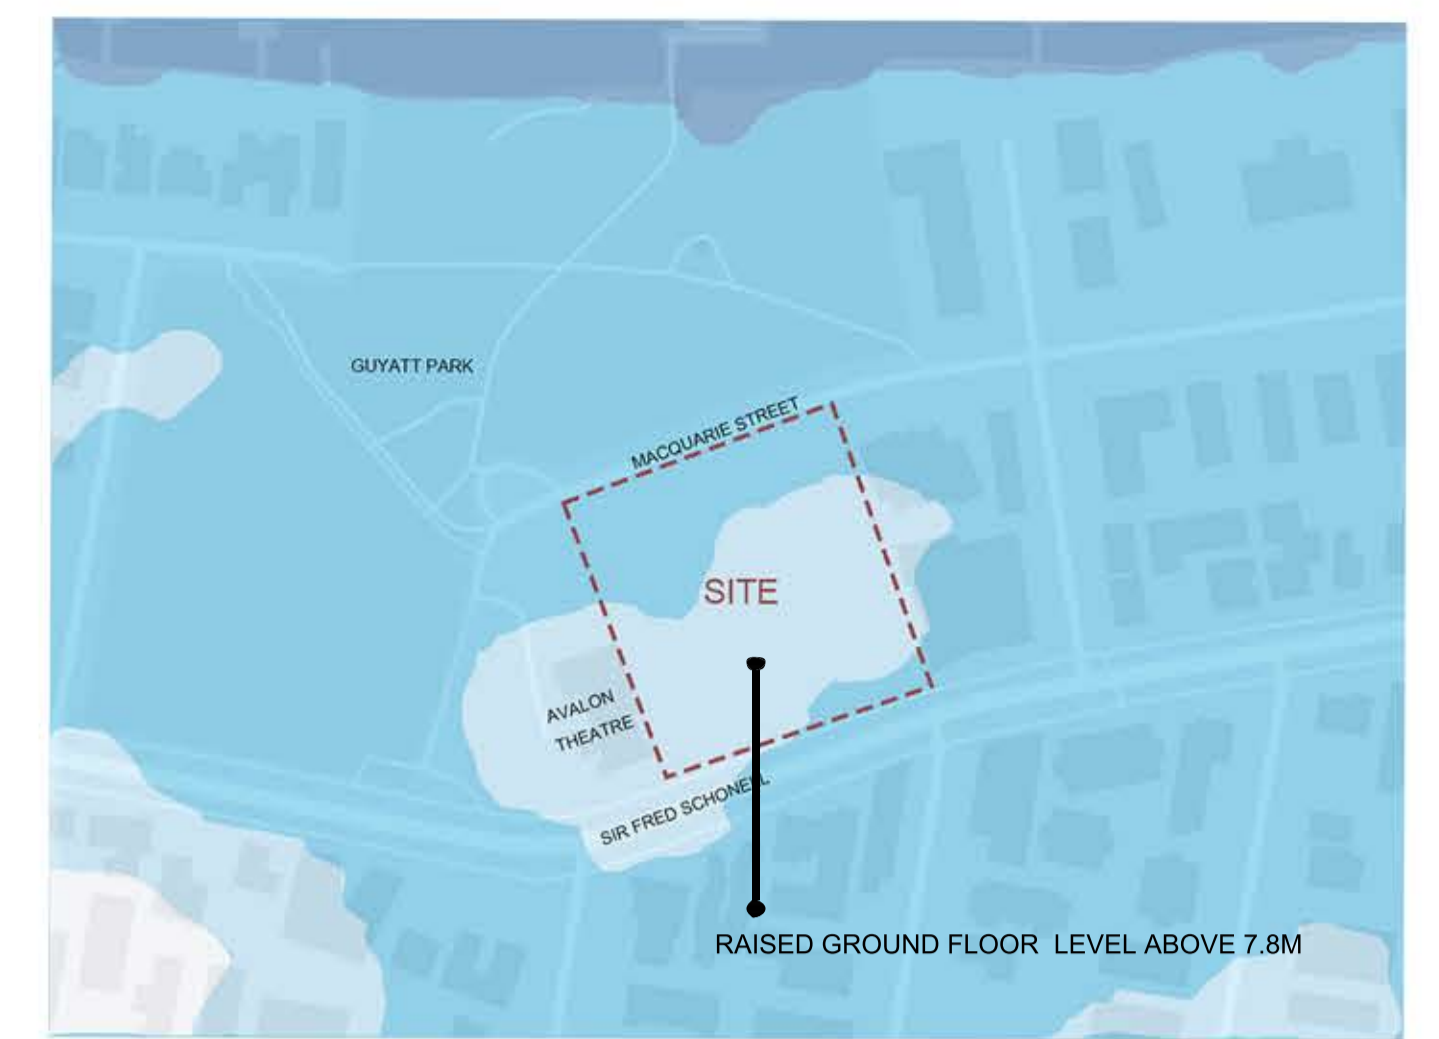 GUYATT PARK
MACQUARIE STREET
SITE
AVALON
THEATRE
SIR FRED SCHONELL
RAISED GROUND FLOOR LEVEL ABOVE 7.8M